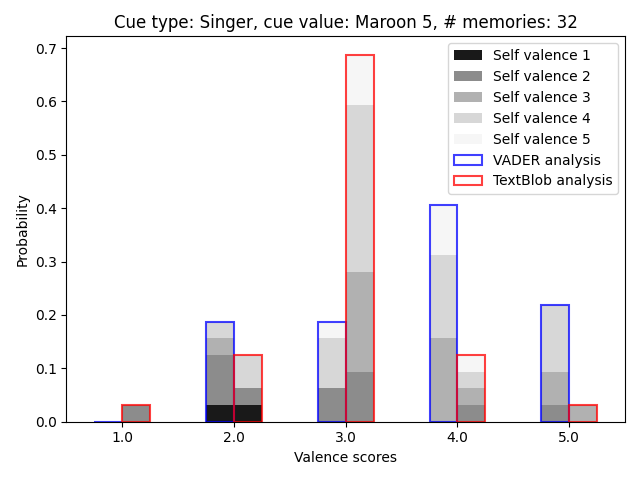 Cue type: Singer, cue value: Maroon 5, # memories: 32
0.7
0.6
0.5
0.4
0.3
0.2
0.1
0.0
Probability
Self valence 1
Self valence 2
Self valence 3
Self valence 4
Self valence 5
VADER analysis
TextBlob analysis
1.0 2.0 3.0 4.0 5.0
Valence scores